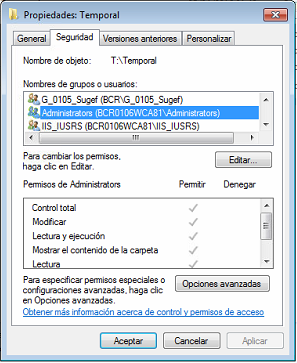 Propiedades: Temporal
General
Seguridad
Versiones anteriores
Personalizar
Nombre de objeto: T:\Temporal
Nombres de grupos o usuarios:
G_0105_Sugef (BCR\G_0105_Sugef)
Administrators (BCR0106WCA81\Administrators)
IIS_IUSRS (BCR0106WCA81\IIS_IUSRS)
Para cambiar los permisos,
haga clic en Editar.
Editar...
Permisos de Administrators Permitir Denegar
Control total
Modificar
Lectura y ejecución
Mostrar el contenido de la carpeta
Lectura
Para especificar permisos especiales o
configuraciones avanzadas, haga clic
en Opciones avanzadas.
Opciones avanzadas
Obtener más información acerca de control y permisos de acceso
Aceptar
Cancelar
Aplicar